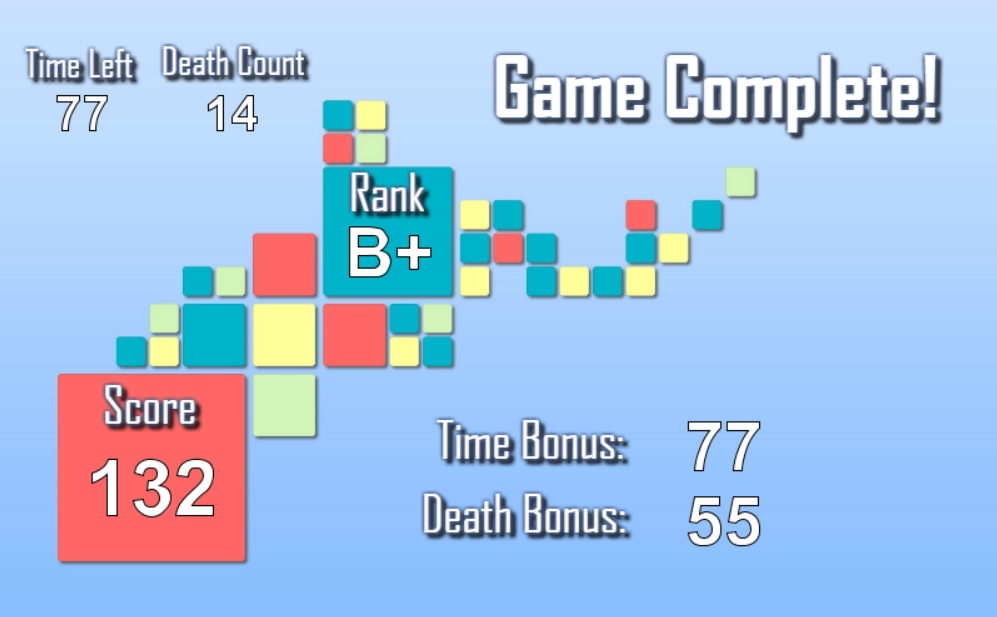 Time Left Death Count
77 14
Game Complete!
Rank
B+
Score
132
Time Bonus: 77
Death Bonus: 55